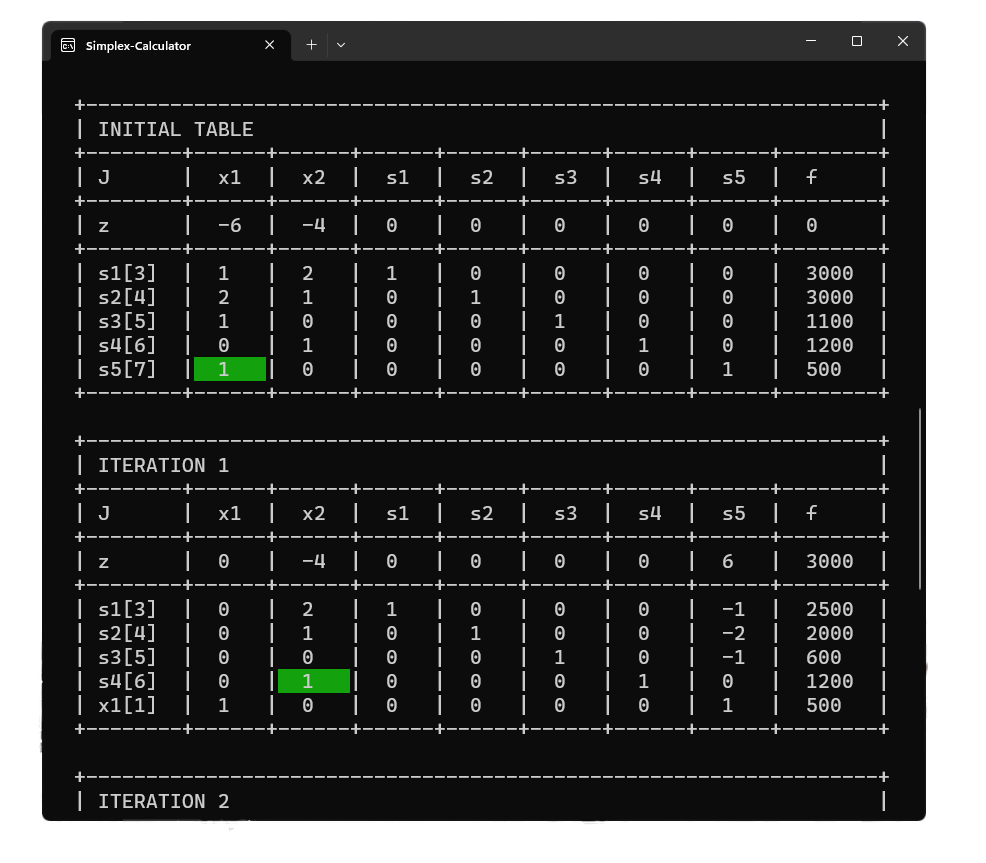 Simplex-Calculator
+------------------------------------------------------------------+
| INITIAL TABLE                                                    |
+--------+------+------+------+------+------+------+------+--------+
| J      |  x1  |  x2  |  s1  |  s2  |  s3  |  s4  |  s5  |  f     |
+--------+------+------+------+------+------+------+------+--------+
| z      |  -6  |  -4  |  0   |  0   |  0   |  0   |  0   |  0     |
+--------+------+------+------+------+------+------+------+--------+
| s1[3]  |  1   |  2   |  1   |  0   |  0   |  0   |  0   |  3000  |
| s2[4]  |  2   |  1   |  0   |  1   |  0   |  0   |  0   |  3000  |
| s3[5]  |  1   |  0   |  0   |  0   |  1   |  0   |  0   |  1100  |
| s4[6]  |  0   |  1   |  0   |  0   |  0   |  1   |  0   |  1200  |
| s5[7]  |  1   |  0   |  0   |  0   |  0   |  0   |  1   |  500   |
+--------+------+------+------+------+------+------+------+--------+
+------------------------------------------------------------------+
| ITERATION 1                                                      |
+--------+------+------+------+------+------+------+------+--------+
| J      |  x1  |  x2  |  s1  |  s2  |  s3  |  s4  |  s5  |  f     |
+--------+------+------+------+------+------+------+------+--------+
| z      |  0   |  -4  |  0   |  0   |  0   |  0   |  6   |  3000  |
+--------+------+------+------+------+------+------+------+--------+
| s1[3]  |  0   |  2   |  1   |  0   |  0   |  0   |  -1  |  2500  |
| s2[4]  |  0   |  1   |  0   |  1   |  0   |  0   |  -2  |  2000  |
| s3[5]  |  0   |  0   |  0   |  0   |  1   |  0   |  -1  |  600   |
| s4[6]  |  0   |  1   |  0   |  0   |  0   |  1   |  0   |  1200  |
| x1[1]  |  1   |  0   |  0   |  0   |  0   |  0   |  1   |  500   |
+--------+------+------+------+------+------+------+------+--------+
+------------------------------------------------------------------+
| ITERATION 2                                                      |